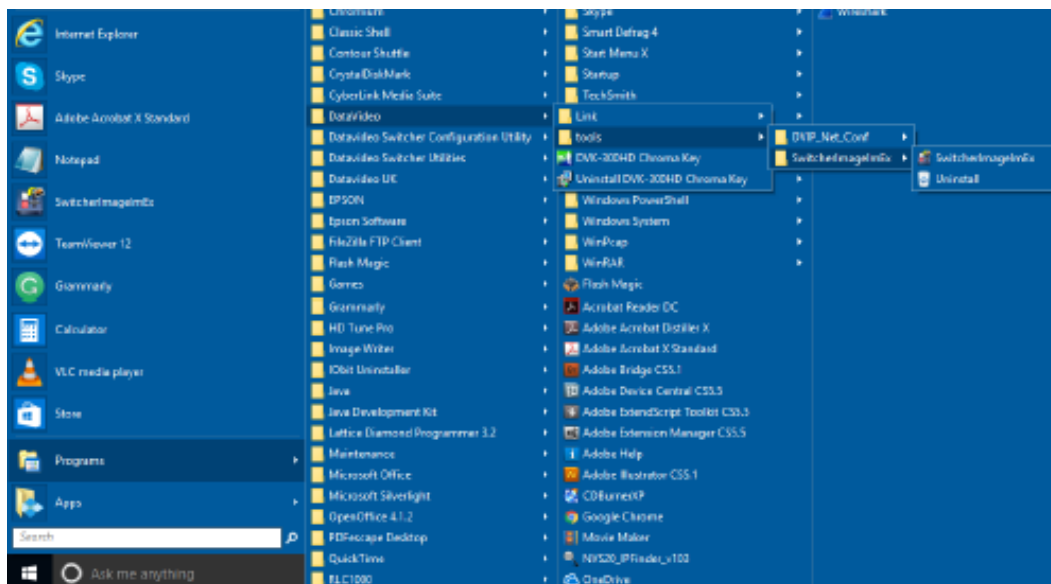 Internet Explorer
Skype
Adobe Acrobat X Standard
Notepad
SwitcherImageImEx
TeamViewer 12
Grammarly
Calculator
VLC media player
Store
Programs
Apps
Search
Ask me anything
Chromium
Classic Shell
Contour Shuttle
CrystalDiskMark
CyberLink Media Suite
DataVideo
Datavideo Switcher Configuration Utility
Datavideo Switcher Utilities
Datavideo UK
EPSON
Epson Software
FileZilla FTP Client
Flash Magic
Games
Grammarly
HD Tune Pro
Image Writer
IObit Uninstaller
Java
Java Development Kit
Lattice Diamond Programmer 3.2
Maintenance
Microsoft Office
Microsoft Silverlight
OpenOffice 4.1.2
PDFescape Desktop
QuickTime
RLC1000
Skype
Smart Defrag 4
Start Menu X
Startup
TechSmith
Link
tools
DVK-300HD Chroma Key
Uninstall DVK-300HD Chroma Key
Windows PowerShell
Windows System
WinPcap
WinRAR
Flash Magic
Acrobat Reader DC
Adobe Acrobat Distiller X
Adobe Acrobat X Standard
Adobe Bridge CS5.1
Adobe Device Central CS5.5
Adobe ExtendScript Toolkit CS5.5
Adobe Extension Manager CS5.5
Adobe Help
Adobe Illustrator CS5.1
CDBurnerXP
Google Chrome
Movie Maker
NVS20_IPFinder_v103
OneDrive
Wireshark
DVIP_Net_Conf
SwitcherImageImEx
SwitcherImageImEx
Uninstall